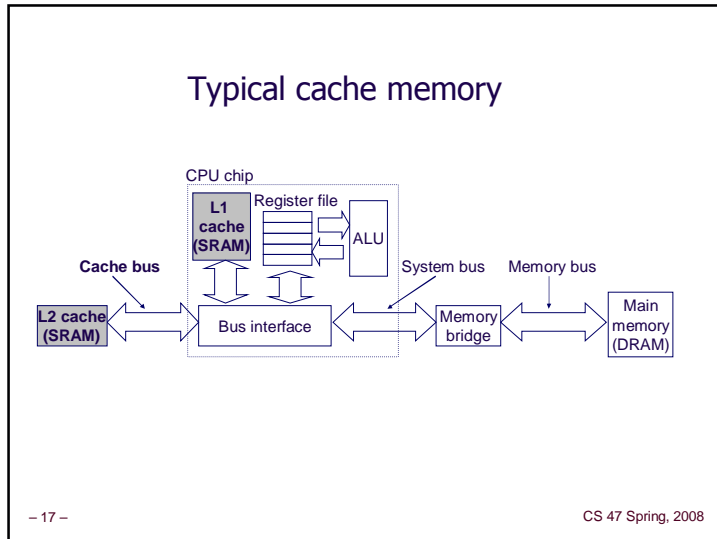 Typical cache memory
CPU chip
L1
cache
(SRAM)
Register file
ALU
Cache bus
System bus
Memory bus
L2 cache
(SRAM)
Bus interface
Memory
bridge
Main
memory
(DRAM)
– 17 –
CS 47 Spring, 2008